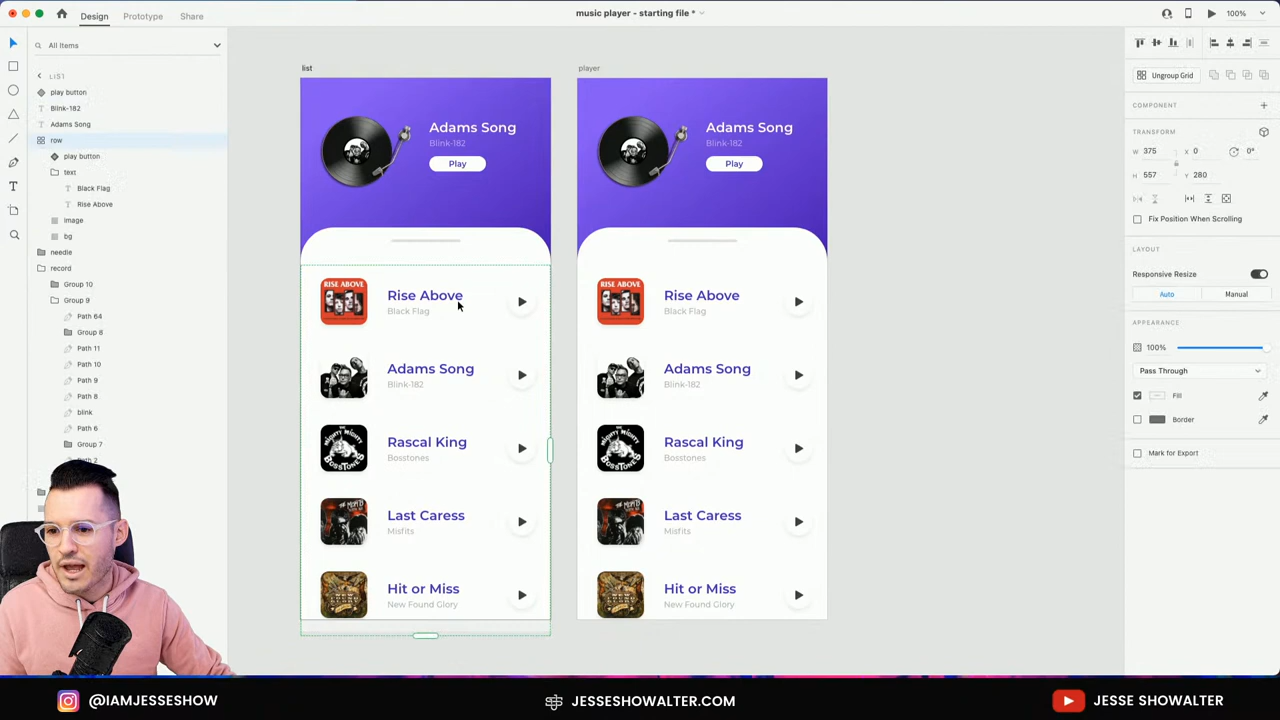 music player - starting file *
Design
Prototype
Share
100%
All Items
LIST
play button
Blink-182
Adams Song
row
play button
text
Black Flag
Rise Above
image
bg
needle
record
Group 10
Group 9
Path 64
Group 8
Path 11
Path 10
Path 9
Path 8
blink
Path 6
Group 7
list
Adams Song
Blink-182
Play
Rise Above
Black Flag
Adams Song
Blink-182
Rascal King
Bosstones
Last Caress
Misfits
Hit or Miss
New Found Glory
player
Adams Song
Blink-182
Play
RISE ABOVE
Rise Above
Black Flag
Adams Song
Blink-182
Rascal King
Bosstones
Last Caress
Misfits
Hit or Miss
New Found Glory
Ungroup Grid
COMPONENT
TRANSFORM
W 375 X 0 0°
H 557 Y 280
Fix Position When Scrolling
LAYOUT
Responsive Resize
Auto Manual
APPEARANCE
100%
Pass Through
Fill
Border
Mark for Export
@IAMJESSESHOW
JESSESHOWALTER.COM
JESSE SHOWALTER